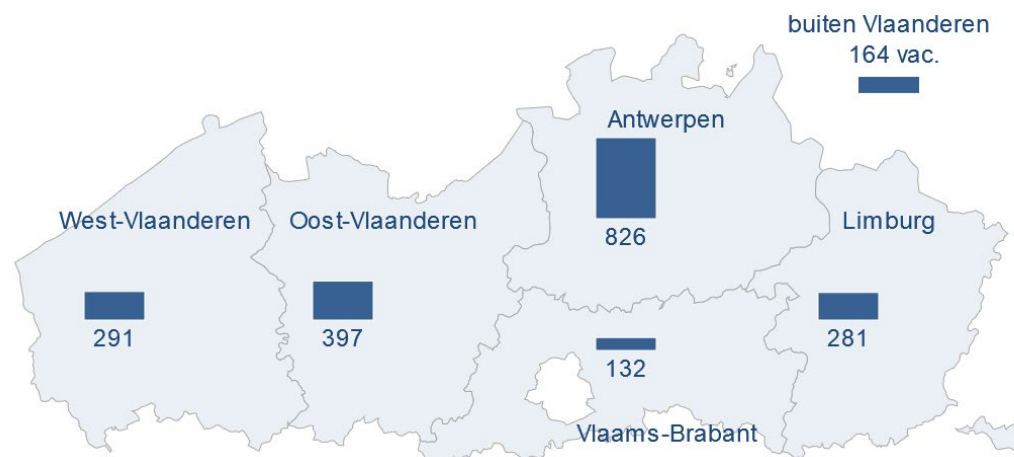 buiten Vlaanderen
164 vac.
Antwerpen
826
West-Vlaanderen
291
Oost-Vlaanderen
397
Limburg
281
132
Vlaams-Brabant